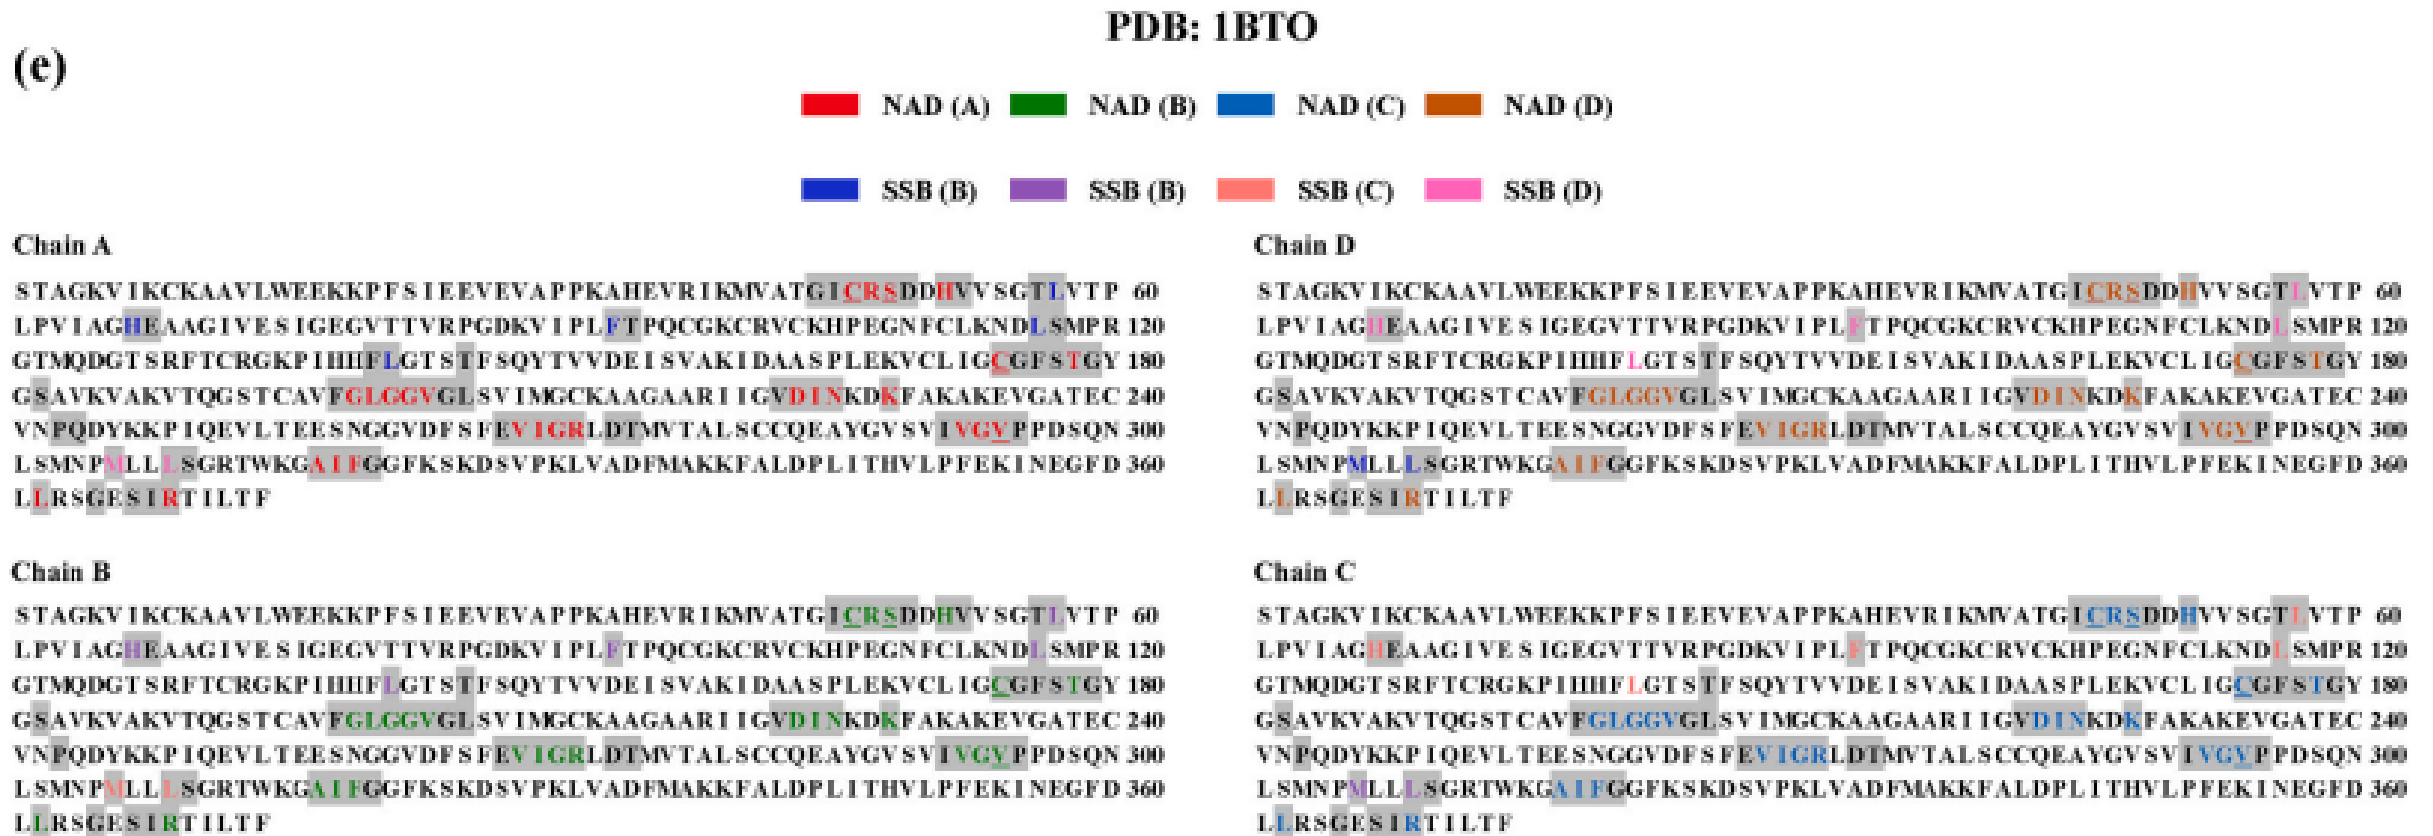 PDB: 1BTO
(e)
NAD (A) NAD (B) NAD (C) NAD (D)
SSB (B) SSB (B) SSB (C) SSB (D)
Chain A
STAGKVIKCKAAVLWEEKKPFSIEEVEVAPPKAHEVRIKMVATGICRSDDHVVSGTLVTP 60
LPVIAGHEAAGIVESIGEGVTTVRPGDKVIPLFTPQCGKCRVCKHPEGNFCLKNDLSMPR 120
GTMQDGTSRFTCRGKPIHHFLGTSTFSQYTVVDEISVAKIDAASPLEKVCLIGCGFSTGY 180
GSAVKVAKVTQGSTCAVFGLGGVGLSVIMGCKAAGAARIIGVDINKDKFAKAKEVGATEC 240
VNPQDYKKPIQEVLTEESNGGVDFSFEVIGRLDTMVTALSCCQEAYGVSVIVGVPPDSQN 300
LSMNPMLLLSGRTWKGAIFGGFKSKDSVPKLVADFMAKKFALDPLITHVLPFEKINEGFD 360
LLRSGESIRTILTF
Chain D
STAGKVIKCKAAVLWEEKKPFSIEEVEVAPPKAHEVRIKMVATGICRSDDHVVSGTLVTP 60
LPVIAGHEAAGIVESIGEGVTTVRPGDKVIPLFTPQCGKCRVCKHPEGNFCLKNDLSMPR 120
GTMQDGTSRFTCRGKPIHHFLGTSTFSQYTVVDEISVAKIDAASPLEKVCLIGCGFSTGY 180
GSAVKVAKVTQGSTCAVFGLGGVGLSVIMGCKAAGAARIIGVDINKDKFAKAKEVGATEC 240
VNPQDYKKPIQEVLTEESNGGVDFSFEVIGRLDTMVTALSCCQEAYGVSVIVGVPPDSQN 300
LSMNPMLLLSGRTWKGAIFGGFKSKDSVPKLVADFMAKKFALDPLITHVLPFEKINEGFD 360
LLRSGESIRTILTF
Chain B
STAGKVIKCKAAVLWEEKKPFSIEEVEVAPPKAHEVRIKMVATGICRSDDHVVSGTLVTP 60
LPVIAGHEAAGIVESIGEGVTTVRPGDKVIPLFTPQCGKCRVCKHPEGNFCLKNDLSMPR 120
GTMQDGTSRFTCRGKPIHHFLGTSTFSQYTVVDEISVAKIDAASPLEKVCLIGCGFSTGY 180
GSAVKVAKVTQGSTCAVFGLGGVGLSVIMGCKAAGAARIIGVDINKDKFAKAKEVGATEC 240
VNPQDYKKPIQEVLTEESNGGVDFSFEVIGRLDTMVTALSCCQEAYGVSVIVGVPPDSQN 300
LSMNPMLLLSGRTWKGAIFGGFKSKDSVPKLVADFMAKKFALDPLITHVLPFEKINEGFD 360
LLRSGESIRTILTF
Chain C
STAGKVIKCKAAVLWEEKKPFSIEEVEVAPPKAHEVRIKMVATGICRSDDHVVSGTLVTP 60
LPVIAGHEAAGIVESIGEGVTTVRPGDKVIPLFTPQCGKCRVCKHPEGNFCLKNDLSMPR 120
GTMQDGTSRFTCRGKPIHHFLGTSTFSQYTVVDEISVAKIDAASPLEKVCLIGCGFSTGY 180
GSAVKVAKVTQGSTCAVFGLGGVGLSVIMGCKAAGAARIIGVDINKDKFAKAKEVGATEC 240
VNPQDYKKPIQEVLTEESNGGVDFSFEVIGRLDTMVTALSCCQEAYGVSVIVGVPPDSQN 300
LSMNPMLLLSGRTWKGAIFGGFKSKDSVPKLVADFMAKKFALDPLITHVLPFEKINEGFD 360
LLRSGESIRTILTF